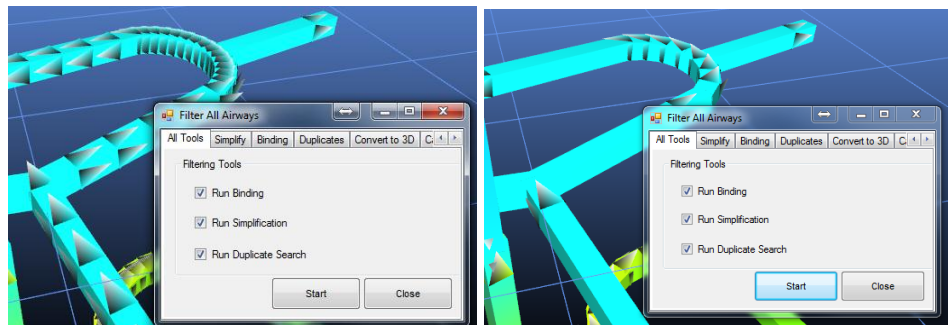 Filter All Airways
All Tools Simplify Binding Duplicates Convert to 3D
Filtering Tools
Run Binding
Run Simplification
Run Duplicate Search
Start Close
Filter All Airways
All Tools Simplify Binding Duplicates Convert to 3D
Filtering Tools
Run Binding
Run Simplification
Run Duplicate Search
Start Close